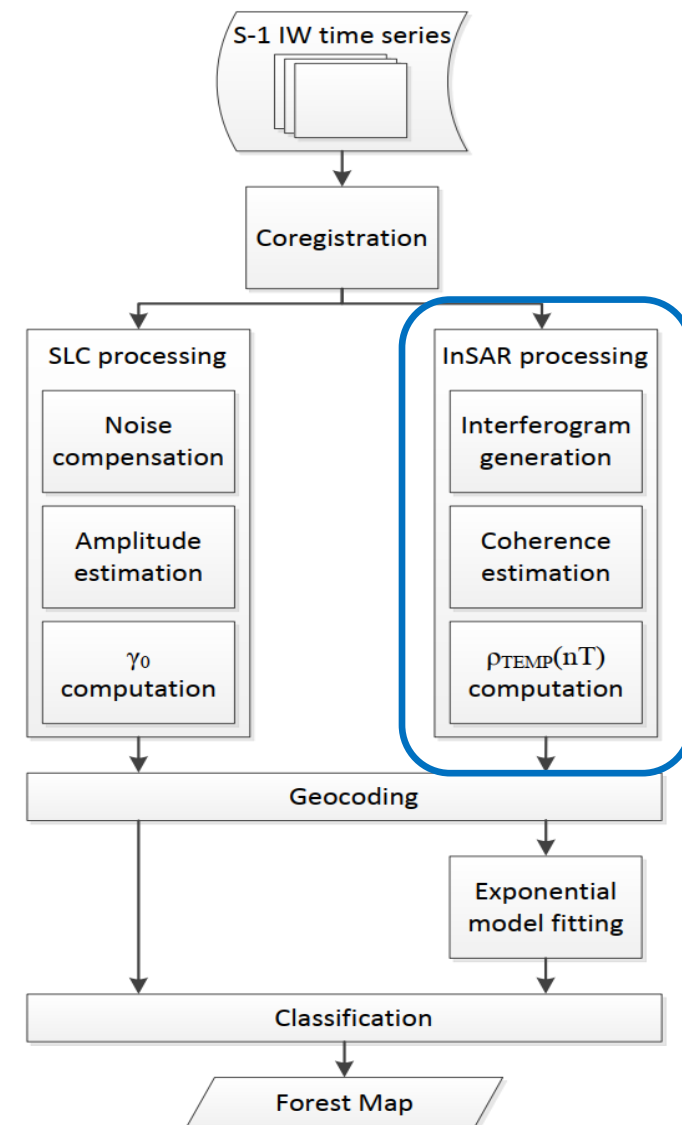 S-1 IW time series
Coregistration
SLC processing
Noise
compensation
Amplitude
estimation
γ0
computation
InSAR processing
Interferogram
generation
Coherence
estimation
ρTEMP(nT)
computation
Geocoding
Exponential
model fitting
Classification
Forest Map